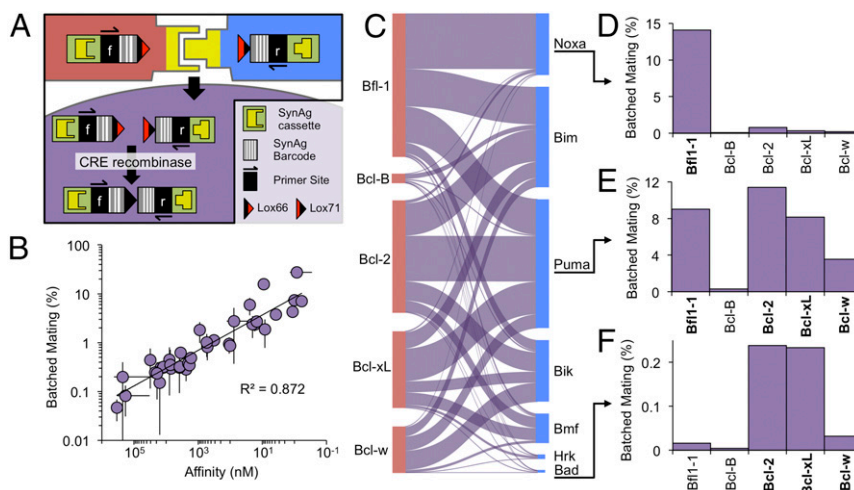 A
f
r
f
r
CRE recombinase
f
r
SynAg
cassette
SynAg
Barcode
Primer Site
Lox66
Lox71
B
Batched Mating (%)
100
10
1
0.1
0.01
R² = 0.872
10⁵
10³
10¹
10⁻¹
Affinity (nM)
C
Bfl-1
Bcl-B
Bcl-2
Bcl-xL
Bcl-w
Noxa
Bim
Puma
Bik
Bmf
Hrk
Bad
D
Batched Mating (%)
15
10
5
0
Bfl1-1
Bcl-B
Bcl-2
Bcl-xL
Bcl-w
E
Batched Mating (%)
12
8
4
0
Bfl1-1
Bcl-B
Bcl-2
Bcl-xL
Bcl-w
F
Batched Mating (%)
0.2
0.1
0
Bfl1-1
Bcl-B
Bcl-2
Bcl-xL
Bcl-w